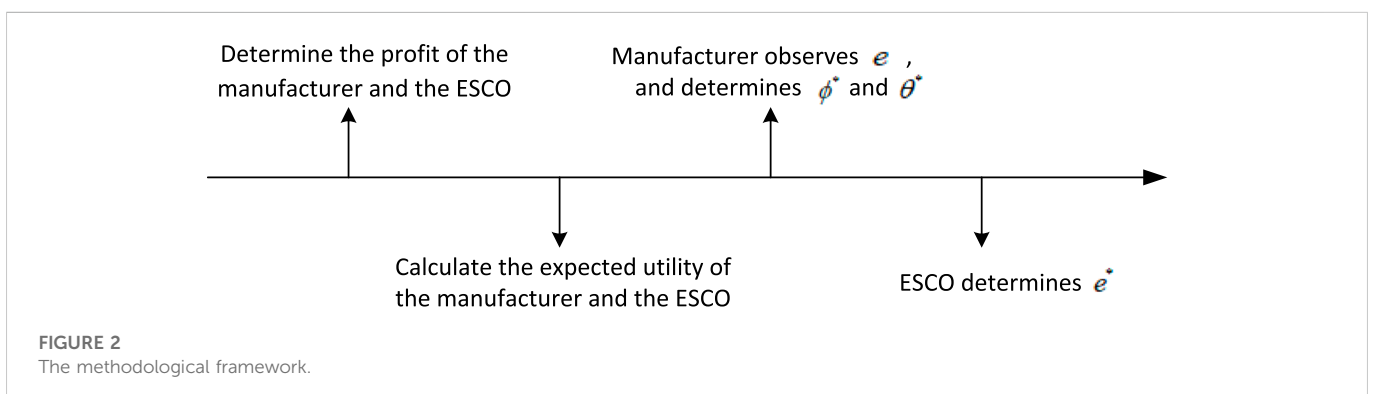 Determine the profit of the
manufacturer and the ESCO
Manufacturer observes e ,
and determines ϕ* and θ*
Calculate the expected utility of
the manufacturer and the ESCO
ESCO determines e*
FIGURE 2
The methodological framework.